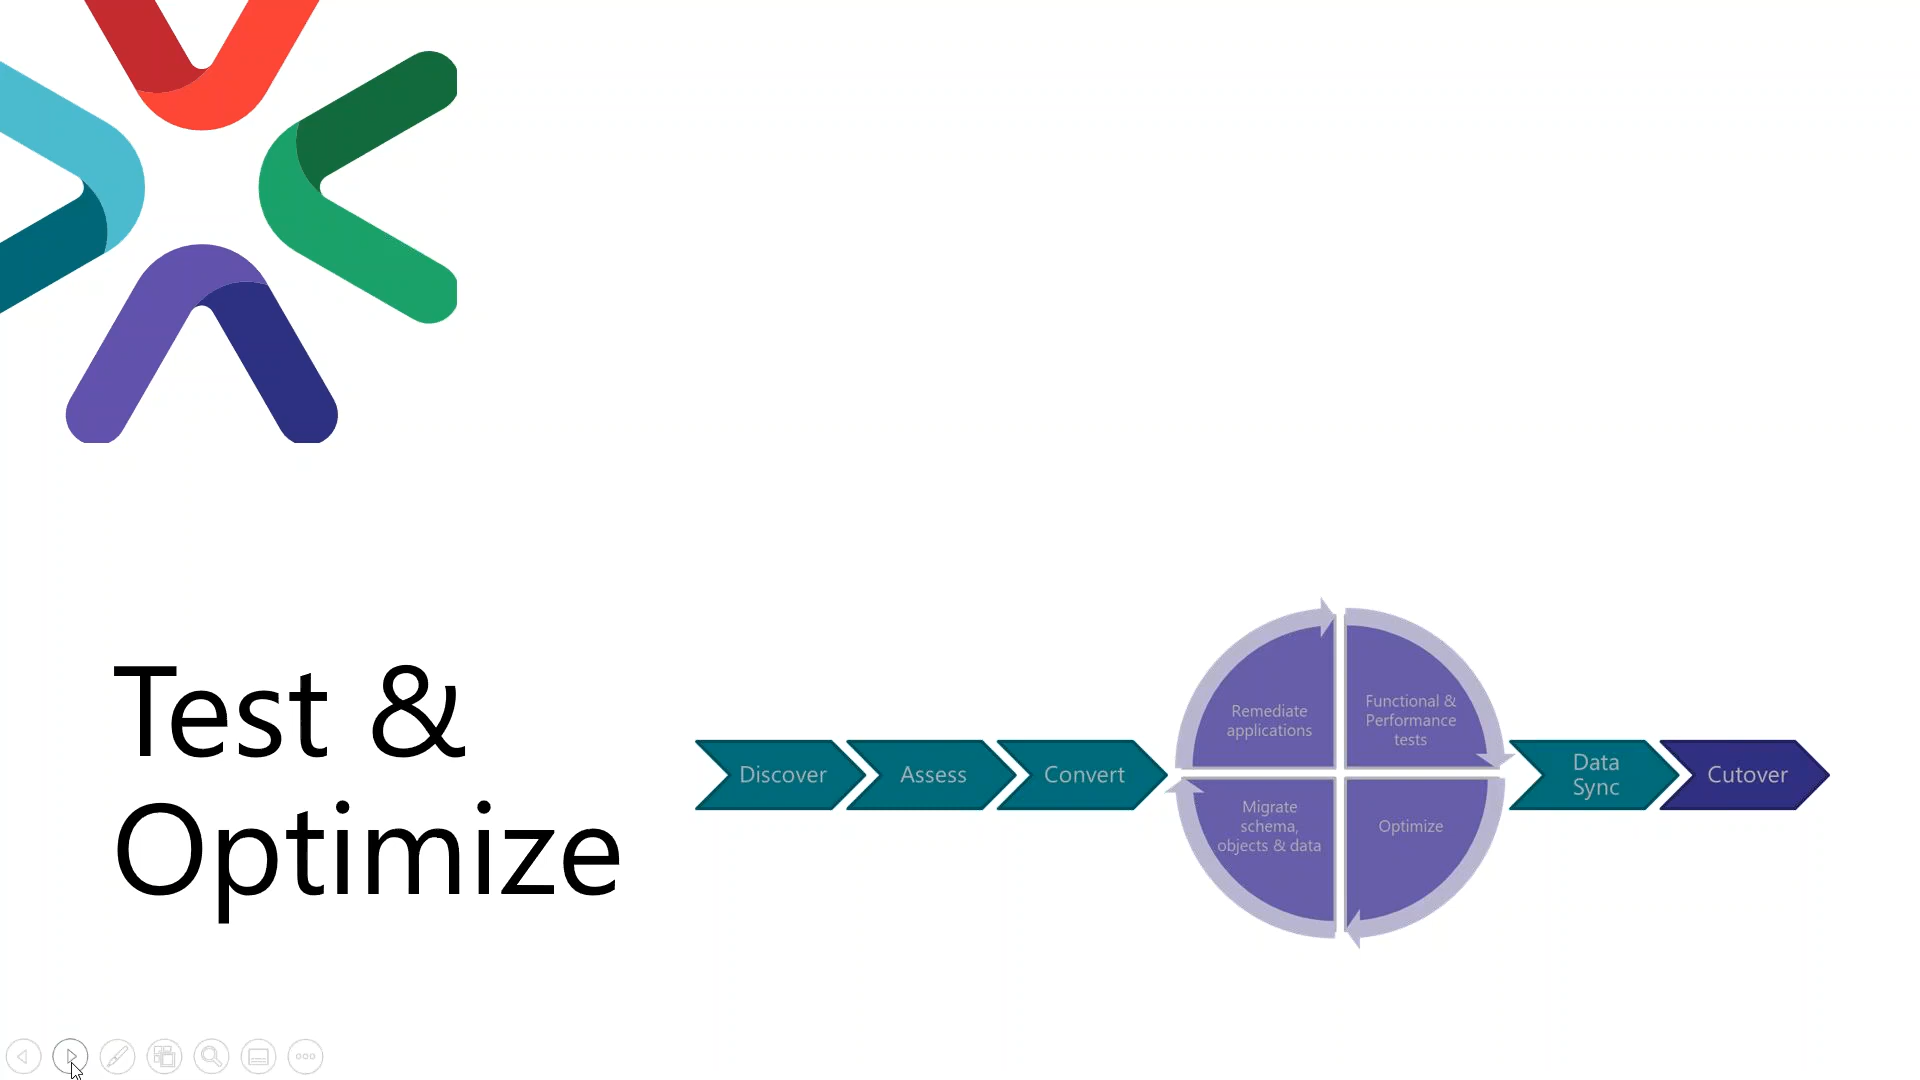 Test &
Optimize
Discover
Assess
Convert
Remediate
applications
Functional &
Performance
tests
Migrate
schema,
objects & data
Optimize
Data
Sync
Cutover